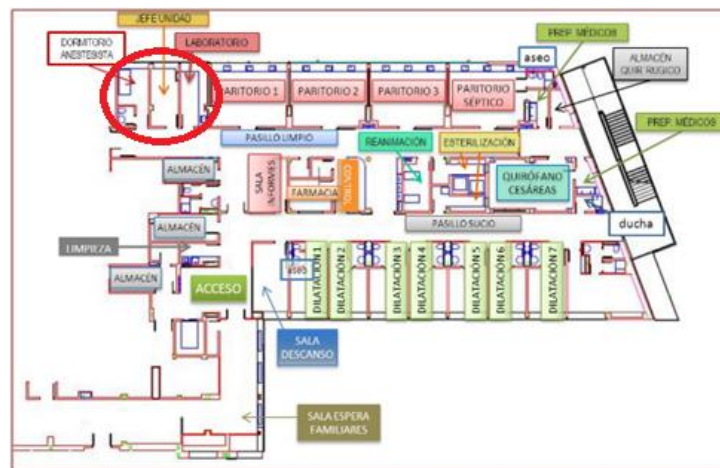 JEFE UNIDAD
DORMITORIO
ANESTESISTA
LABORATORIO
PREP. MÉDICOS
aseo
ALMACÉN
QUIRÚRGICO
PARITORIO 1
PARITORIO 2
PARITORIO 3
PARITORIO
SÉPTICO
PREP. MÉDICOS
PASILLO LIMPIO
REANIMACIÓN
ESTERILIZACIÓN
ALMACÉN
SALA
INFORMES
FARMACIA
CONTROL
QUIRÓFANO
CESÁREAS
ALMACÉN
PASILLO SUCIO
ducha
LIMPIEZA
ALMACÉN
ACCESO
aseo
DILATACIÓN 1
DILATACIÓN 2
DILATACIÓN 3
DILATACIÓN 4
DILATACIÓN 5
DILATACIÓN 6
DILATACIÓN 7
SALA
DESCANSO
SALA ESPERA
FAMILIARES